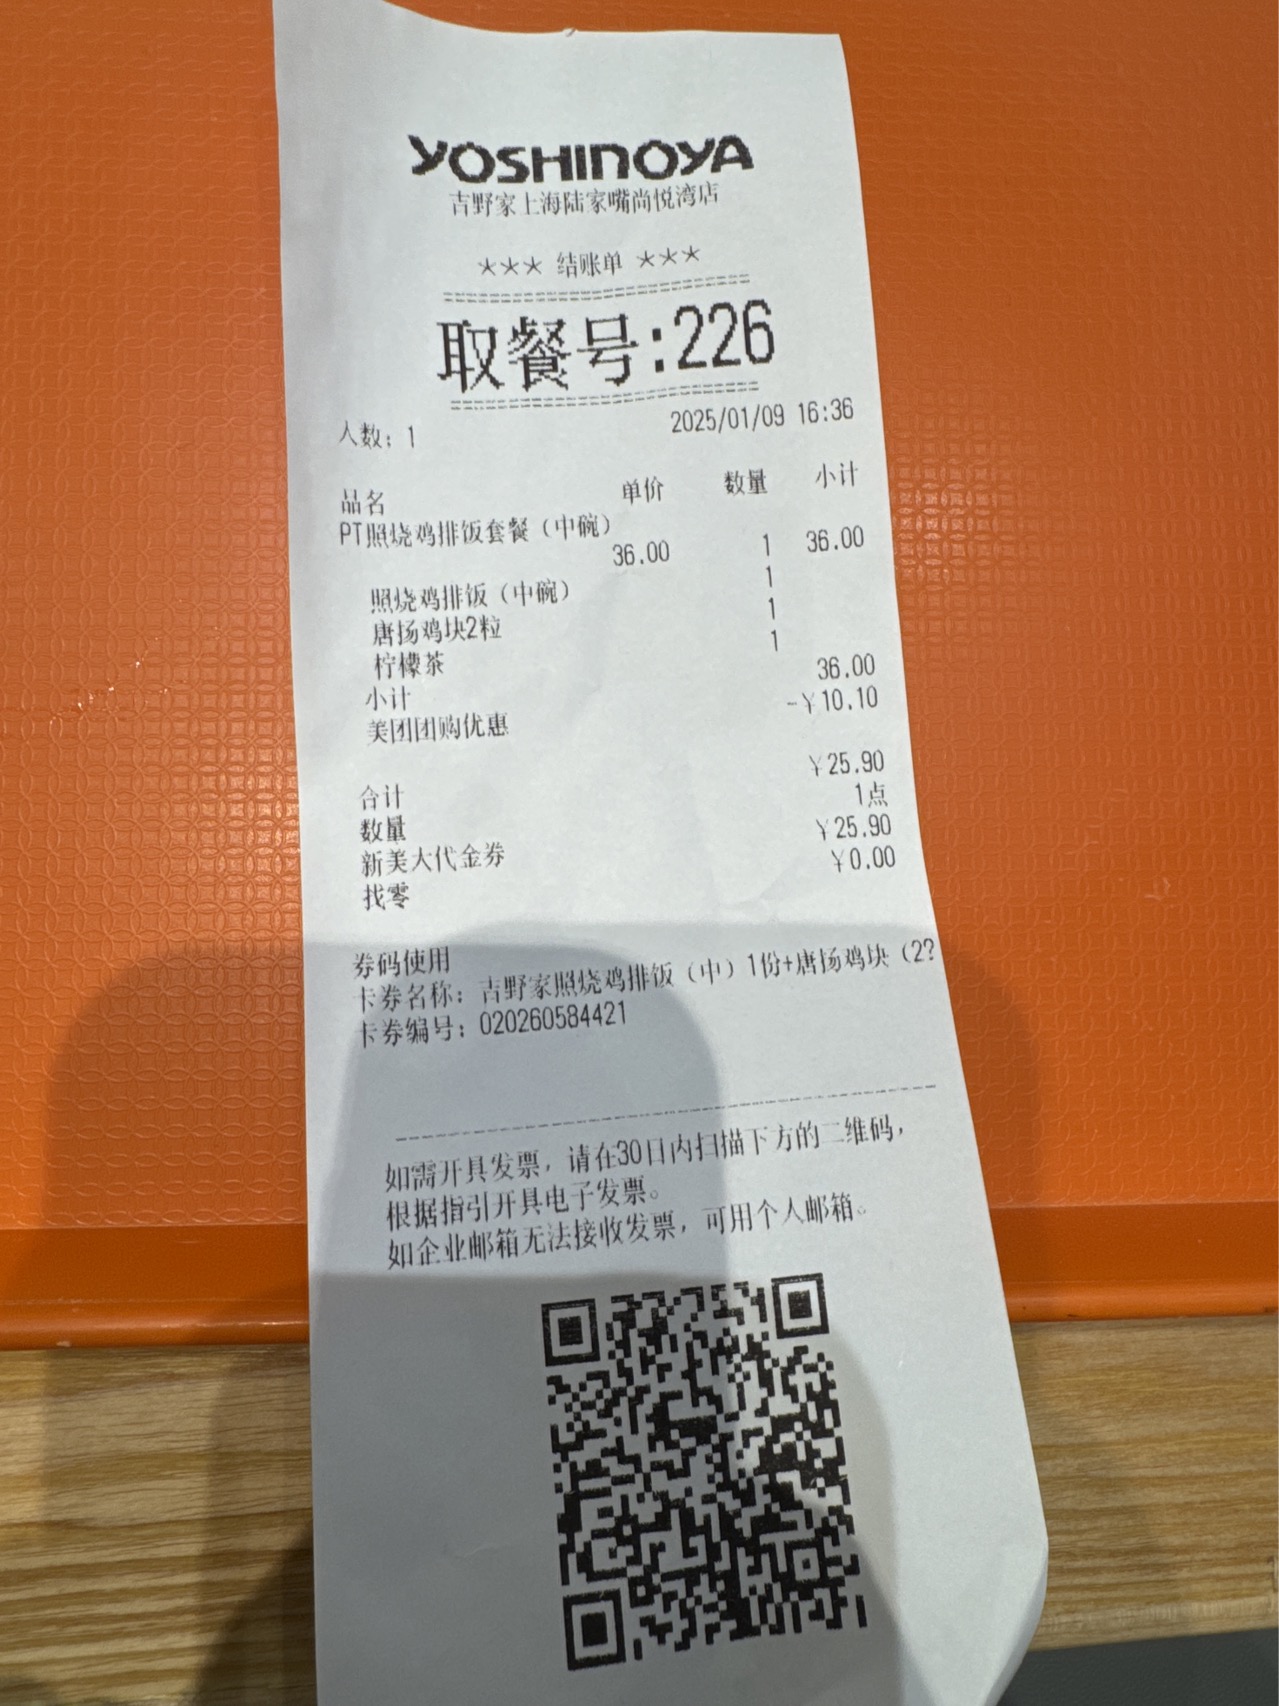 YOSHINOYA
吉野家上海陆家嘴尚悦湾店
*** 结账单 ***
取餐号:226
人数: 1 2025/01/09 16:36
品名 单价 数量 小计
PT照烧鸡排饭套餐（中碗）
36.00 1 36.00
照烧鸡排饭（中碗） 1
唐扬鸡块2粒 1
柠檬茶 1
小计 36.00
美团团购优惠 -￥10.10
合计 ￥25.90
数量 1点
新美大代金券 ￥25.90
找零 ￥0.00
券码使用
卡券名称: 吉野家照烧鸡排饭（中）1份+唐扬鸡块（2?
卡券编号: 020260584421
如需开具发票，请在30日内扫描下方的二维码，
根据指引开具电子发票。
如企业邮箱无法接收发票，可用个人邮箱。